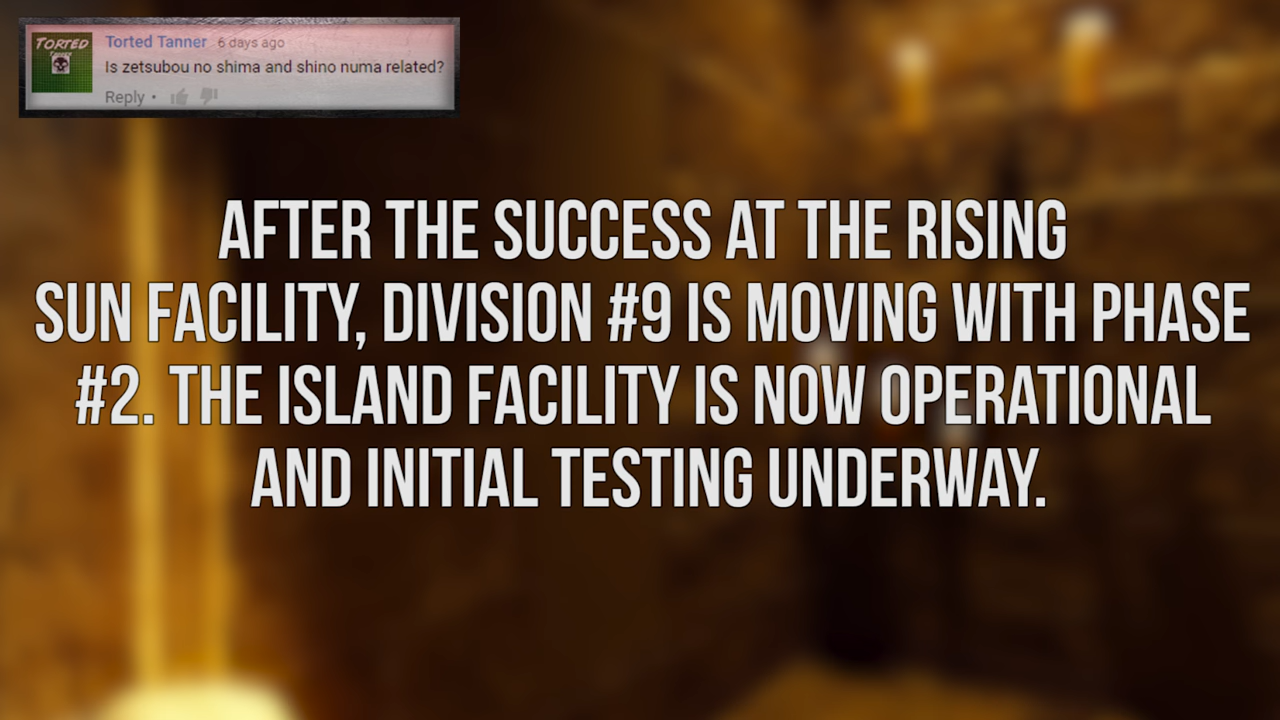 TORTED
Torted Tanner 6 days ago
Is zetsubou no shima and shino numa related?
Reply •
AFTER THE SUCCESS AT THE RISING
SUN FACILITY, DIVISION #9 IS MOVING WITH PHASE
#2. THE ISLAND FACILITY IS NOW OPERATIONAL
AND INITIAL TESTING UNDERWAY.